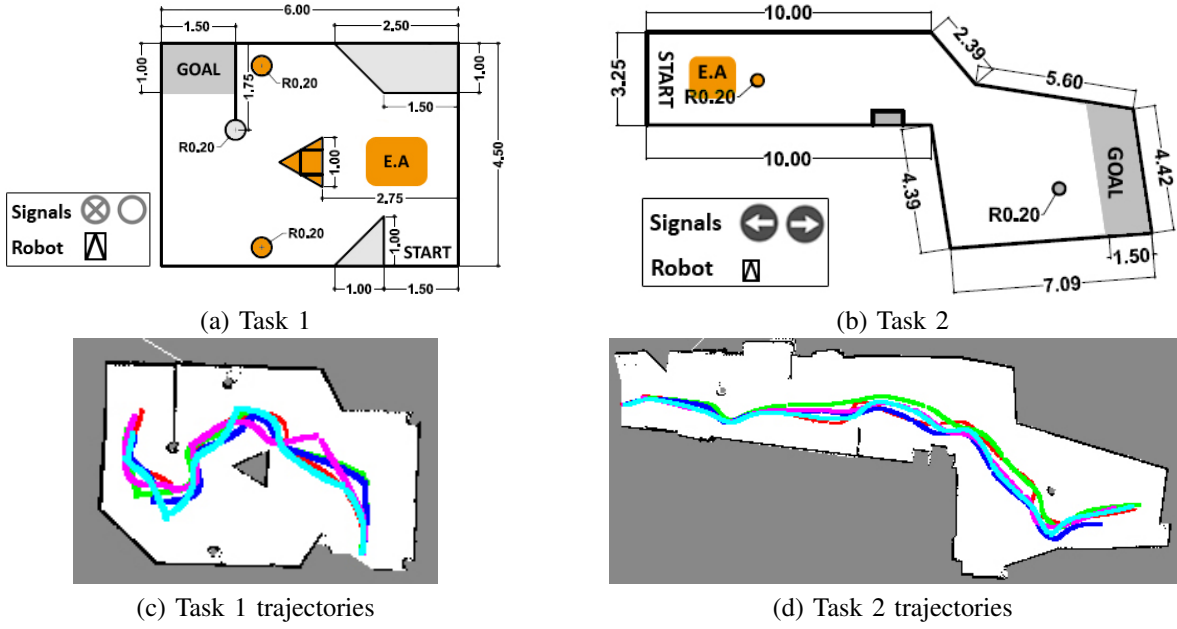 6.00
1.50
2.50
GOAL
1.00
1.75
R0.20
1.00
1.50
R0.20
4.50
1.00
E.A
2.75
Signals
Robot
R0.20
1.00
START
1.00
1.50
(a) Task 1
10.00
2.39
3.25
START
E.A
R0.20
5.60
10.00
GOAL
4.42
4.39
R0.20
Signals
Robot
1.50
7.09
(b) Task 2
(c) Task 1 trajectories
(d) Task 2 trajectories